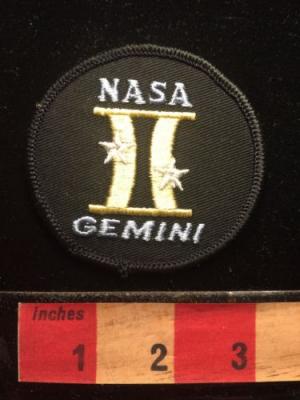 NASA
GEMINI
inches
1 2 3